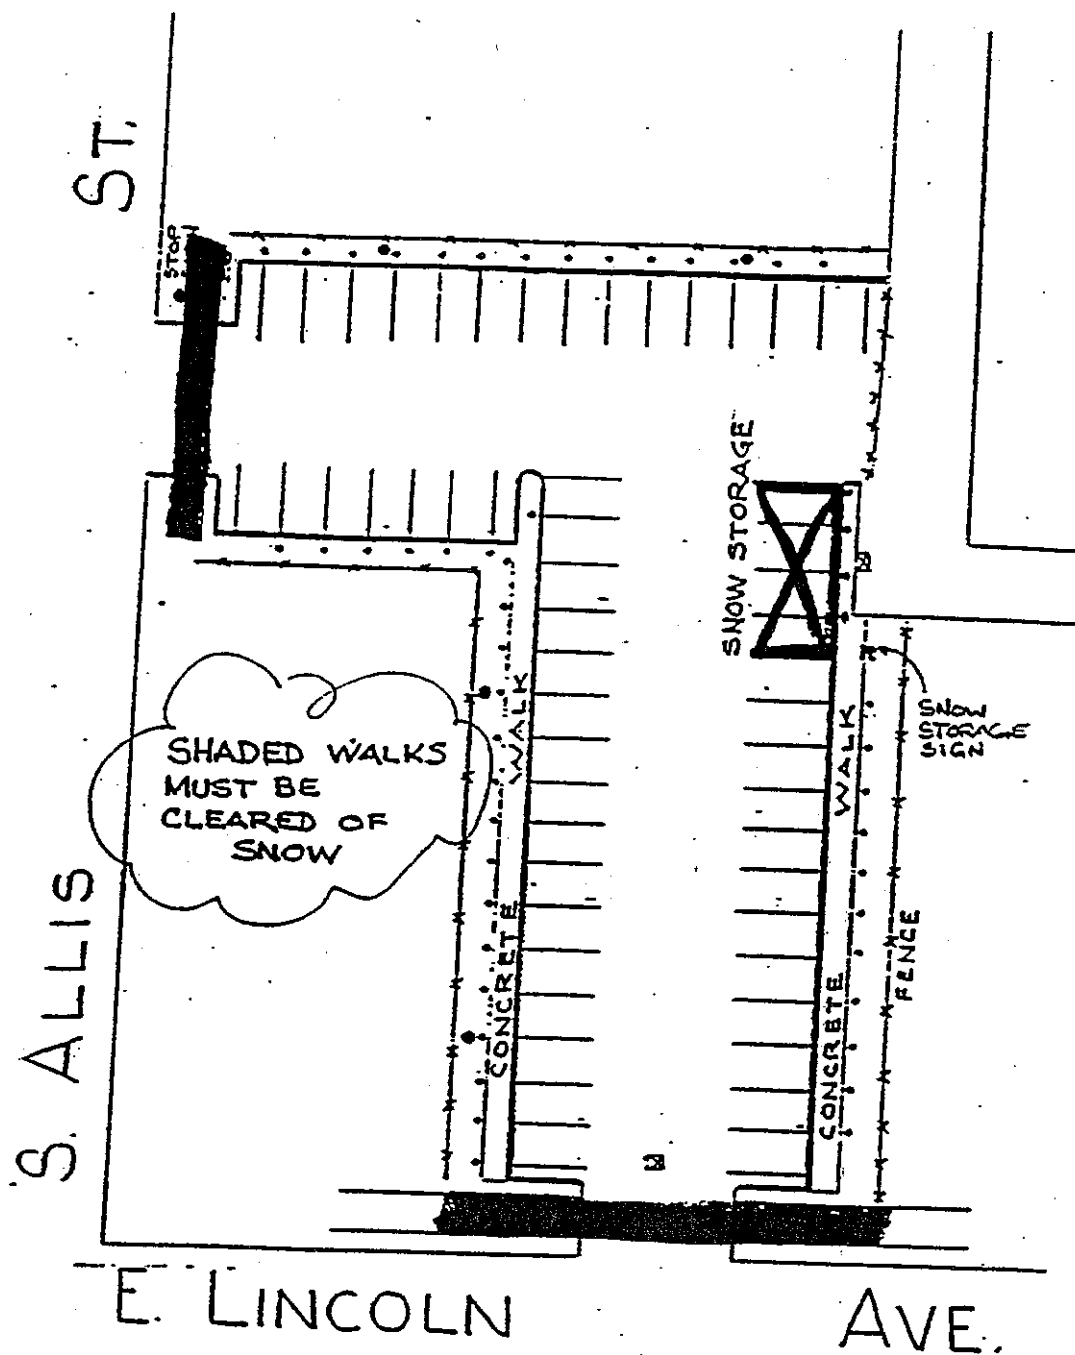 S. ALLIS ST.
STOP
SNOW STORAGE
SNOW
STORAGE
SIGN
SHADED WALKS
MUST BE
CLEARED OF
SNOW
CONCRETE WALK
CONCRETE WALK
FENCE
E. LINCOLN AVE.